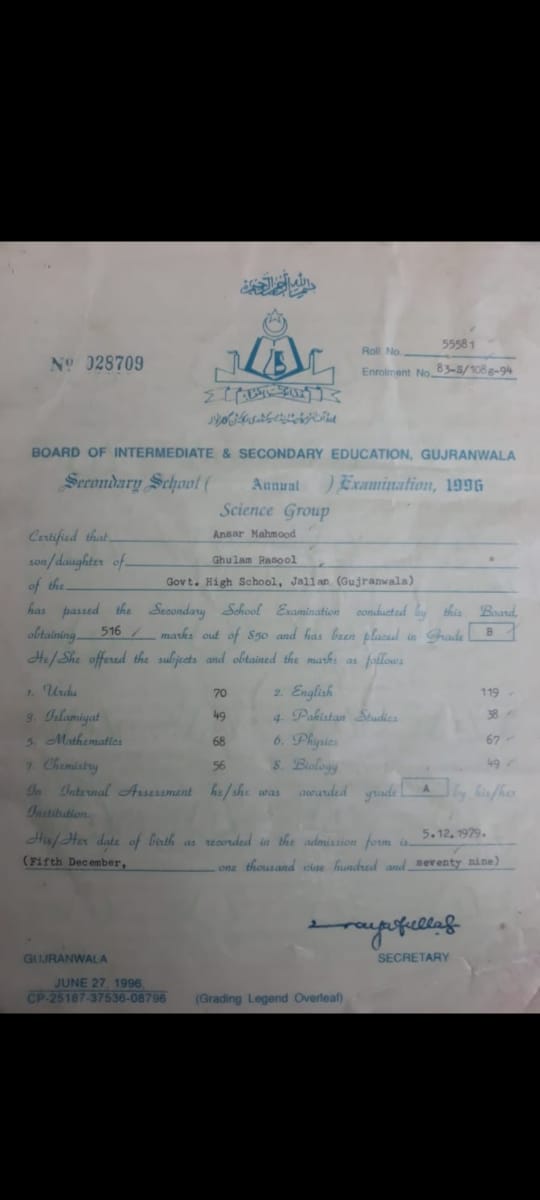 بسم اللہ الرحمن الرحیم
Nº 028709
Roll No. 55581
Enrolment No. 83-B/108g-94
BOARD OF INTERMEDIATE & SECONDARY EDUCATION, GUJRANWALA
Secondary School ( Annual ) Examination, 1996
Science Group
Certified that Ansar Mahmood
son/daughter of Ghulam Rasool
of the Govt. High School, Jallan (Gujranwala)
has passed the Secondary School Examination conducted by this Board,
obtaining 516 marks out of 850 and has been placed in Grade B
He/She offered the subjects and obtained the marks as follows
1. Urdu 70 2. English 119
3. Islamiyat 49 4. Pakistan Studies 38
5. Mathematics 68 6. Physics 67
7. Chemistry 56 8. Biology 49
In Internal Assessment he/she was awarded grade A by his/her
Institution.
His/Her date of birth as recorded in the admission form is 5.12.1979.
(Fifth December, one thousand nine hundred and seventy nine)
GUJRANWALA
SECRETARY
JUNE 27, 1996.
CP-25187-37536-08796 (Grading Legend Overleaf)